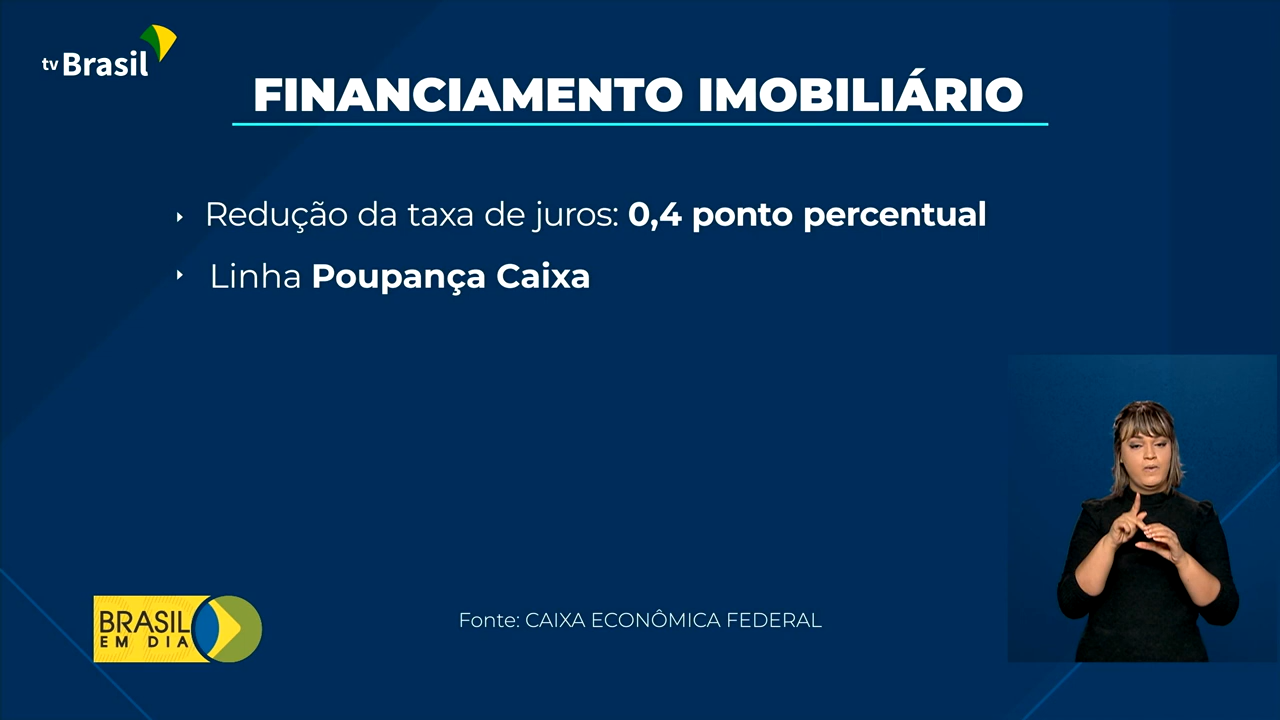 tv Brasil
FINANCIAMENTO IMOBILIÁRIO
Redução da taxa de juros: 0,4 ponto percentual
Linha Poupança Caixa
BRASIL
EM DIA
Fonte: CAIXA ECONÔMICA FEDERAL